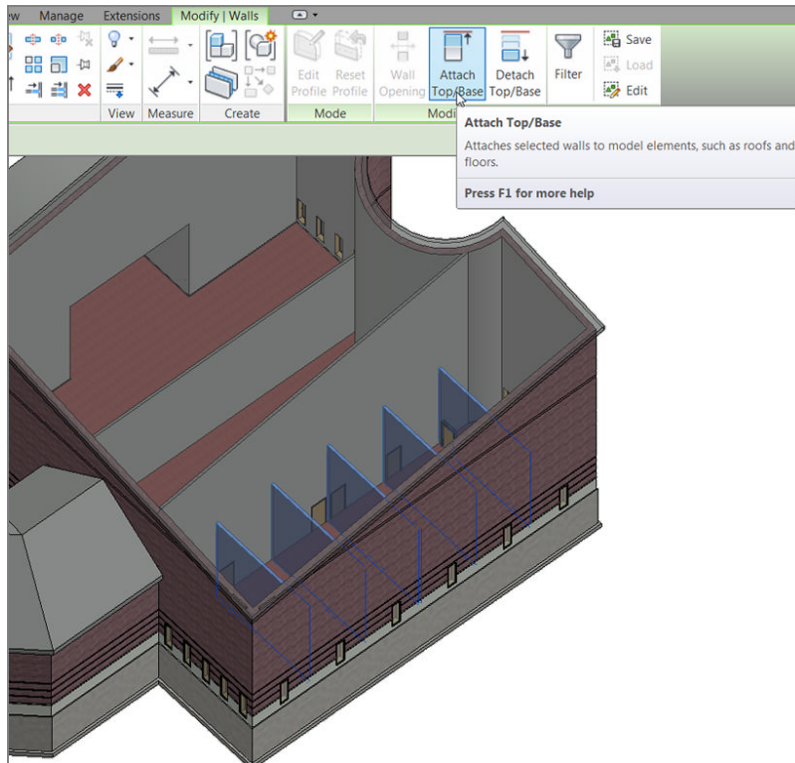 Manage Extensions Modify | Walls
Save
Load
Edit
Edit Profile
Reset Profile
Wall Opening
Attach Top/Base
Detach Top/Base
Filter
View Measure Create Mode
Attach Top/Base
Attaches selected walls to model elements, such as roofs and
floors.
Press F1 for more help